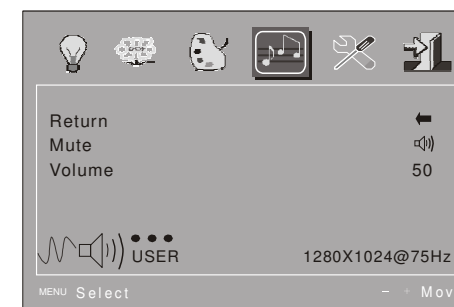 Return
Mute
Volume 50
USER 1280X1024@75Hz
MENU Select - + Mov